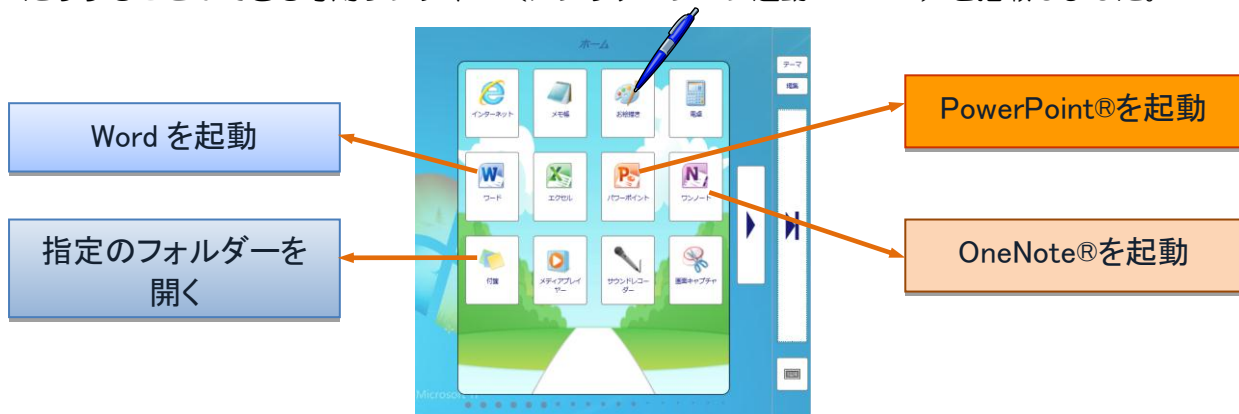 ホーム
テーマ
編集
インターネット
メモ帳
お絵描き
電卓
PowerPoint®を起動
Word を起動
ワード
エクセル
パワーポイント
ワンノート
指定のフォルダーを
開く
OneNote®を起動
付箋
メディアプレイ
ヤー
サウンドレコー
ダー
画面キャプチャ